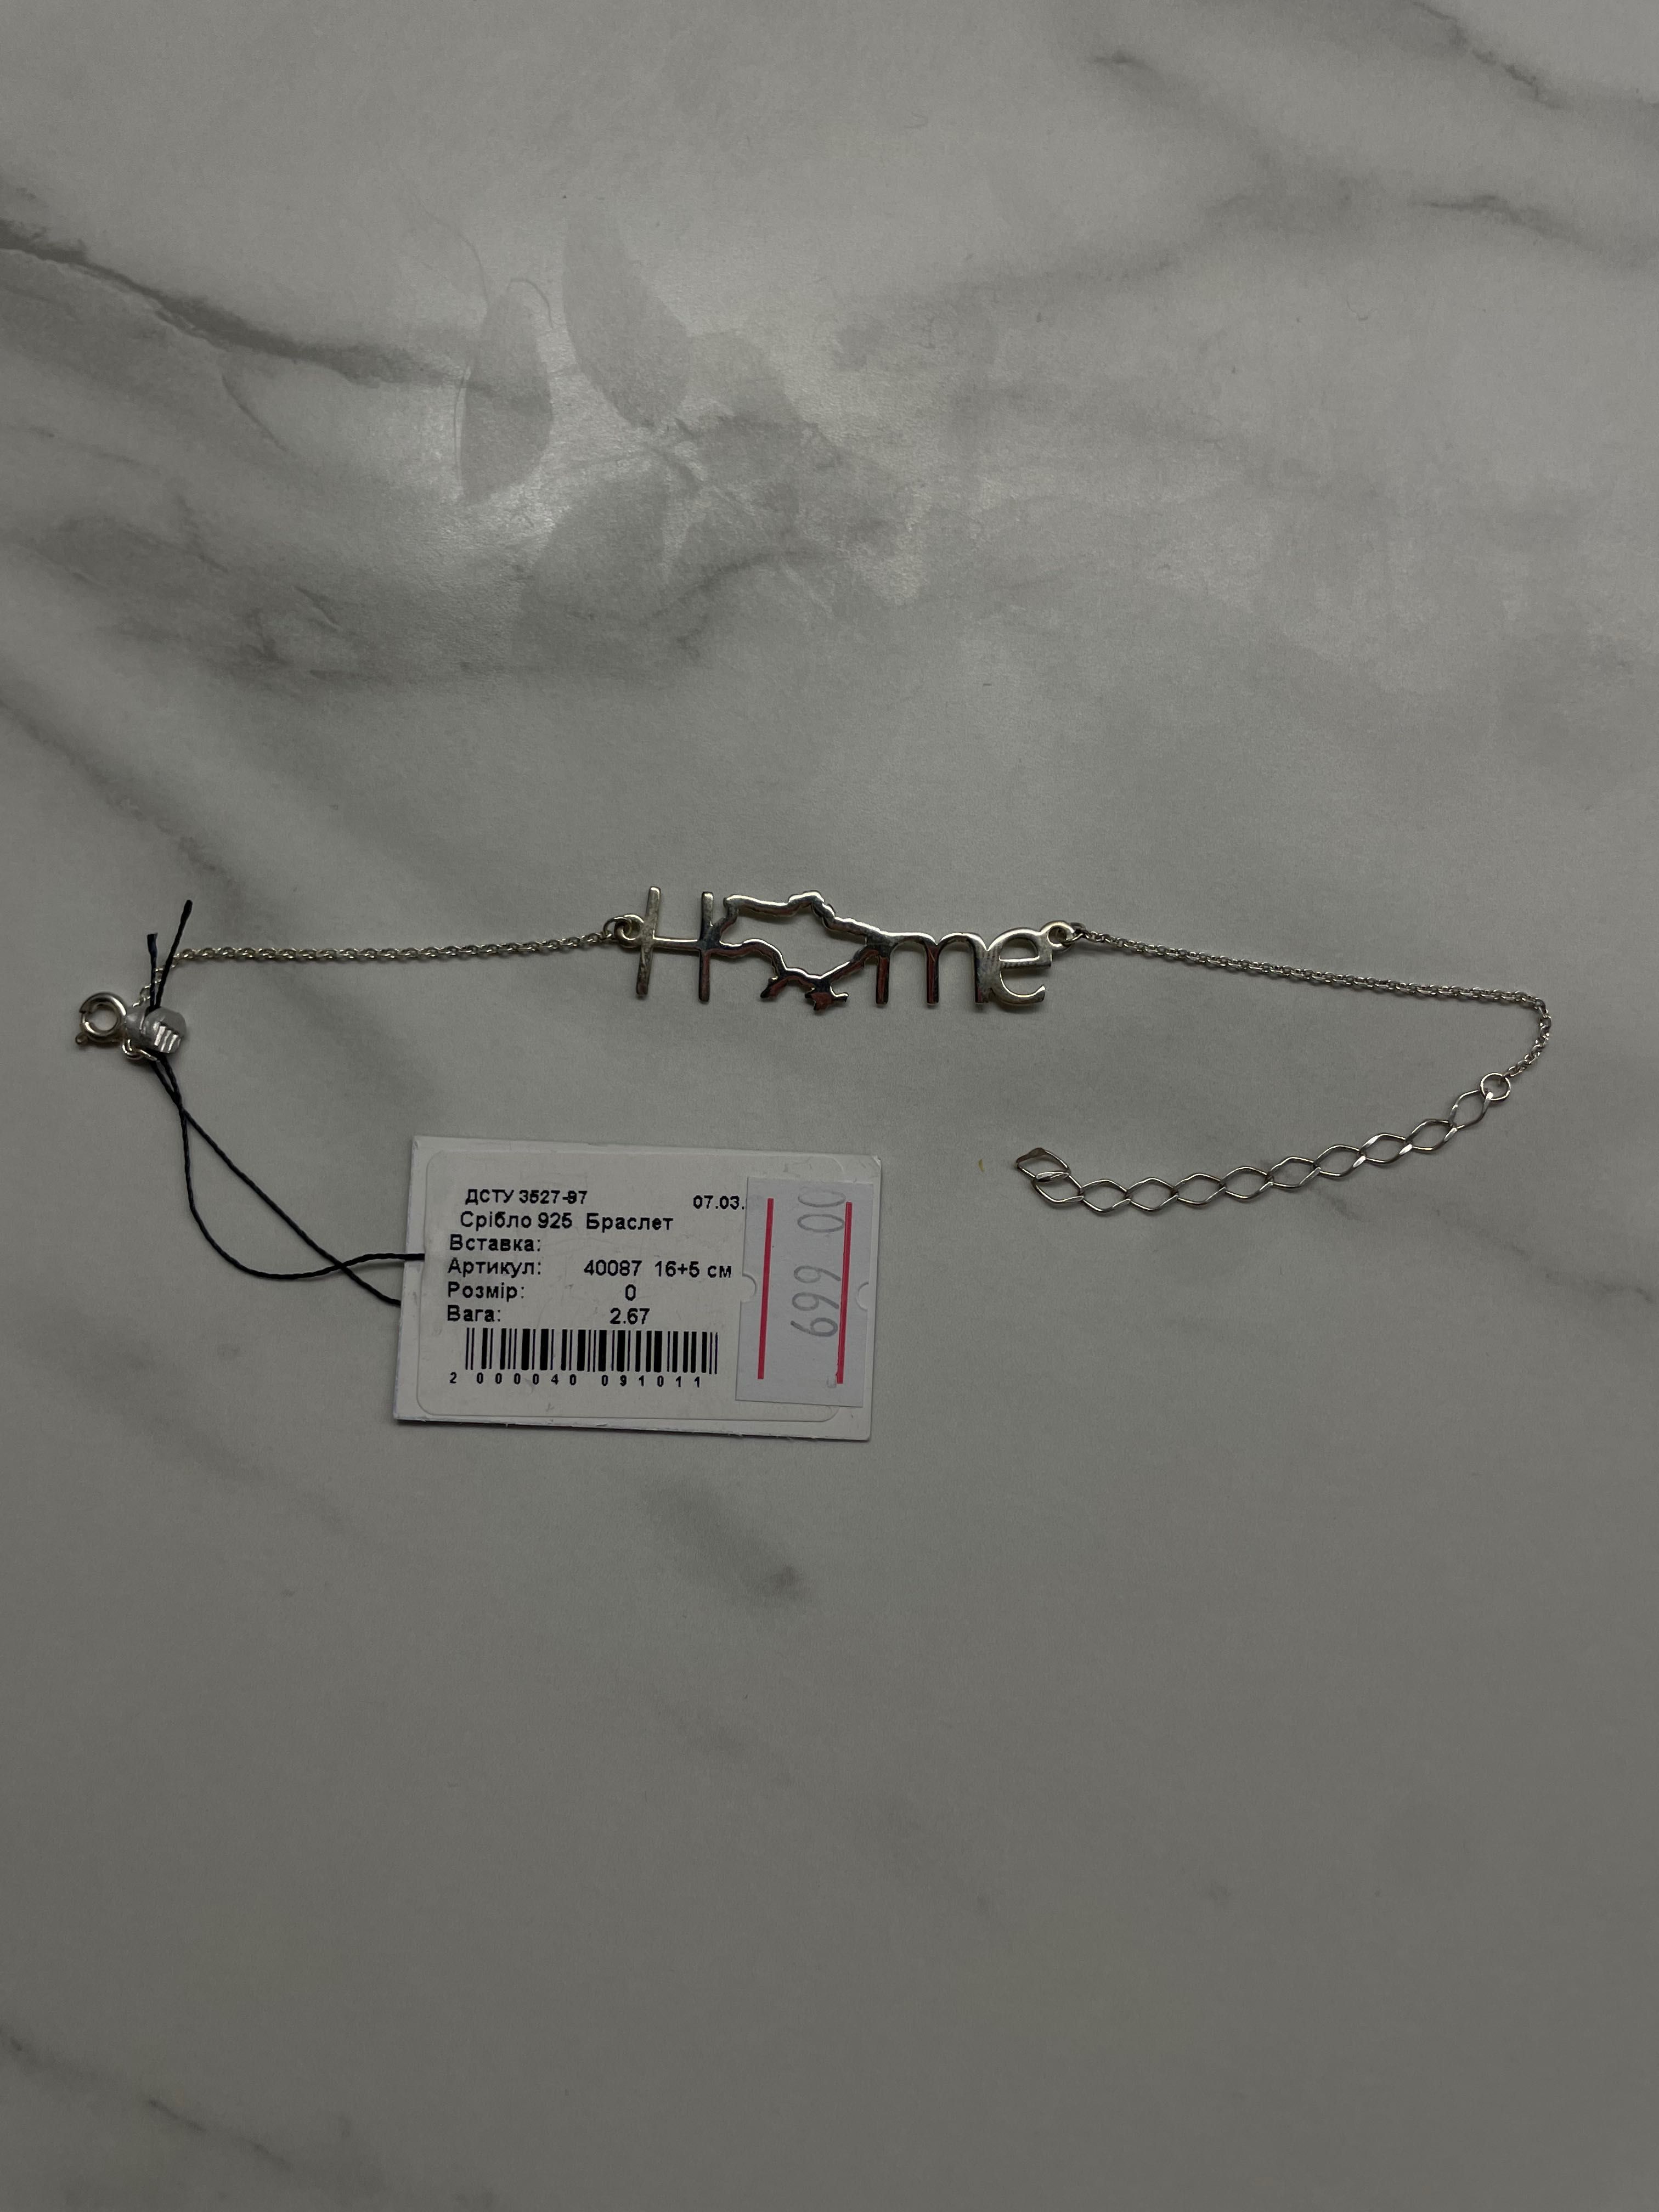 Home
ДСТУ 3527-97
07.03.
Срібло 925 Браслет
Вставка:
Артикул: 40087 16+5 см
Розмір: 0
Вага: 2.67
2 000040 091011
699 00